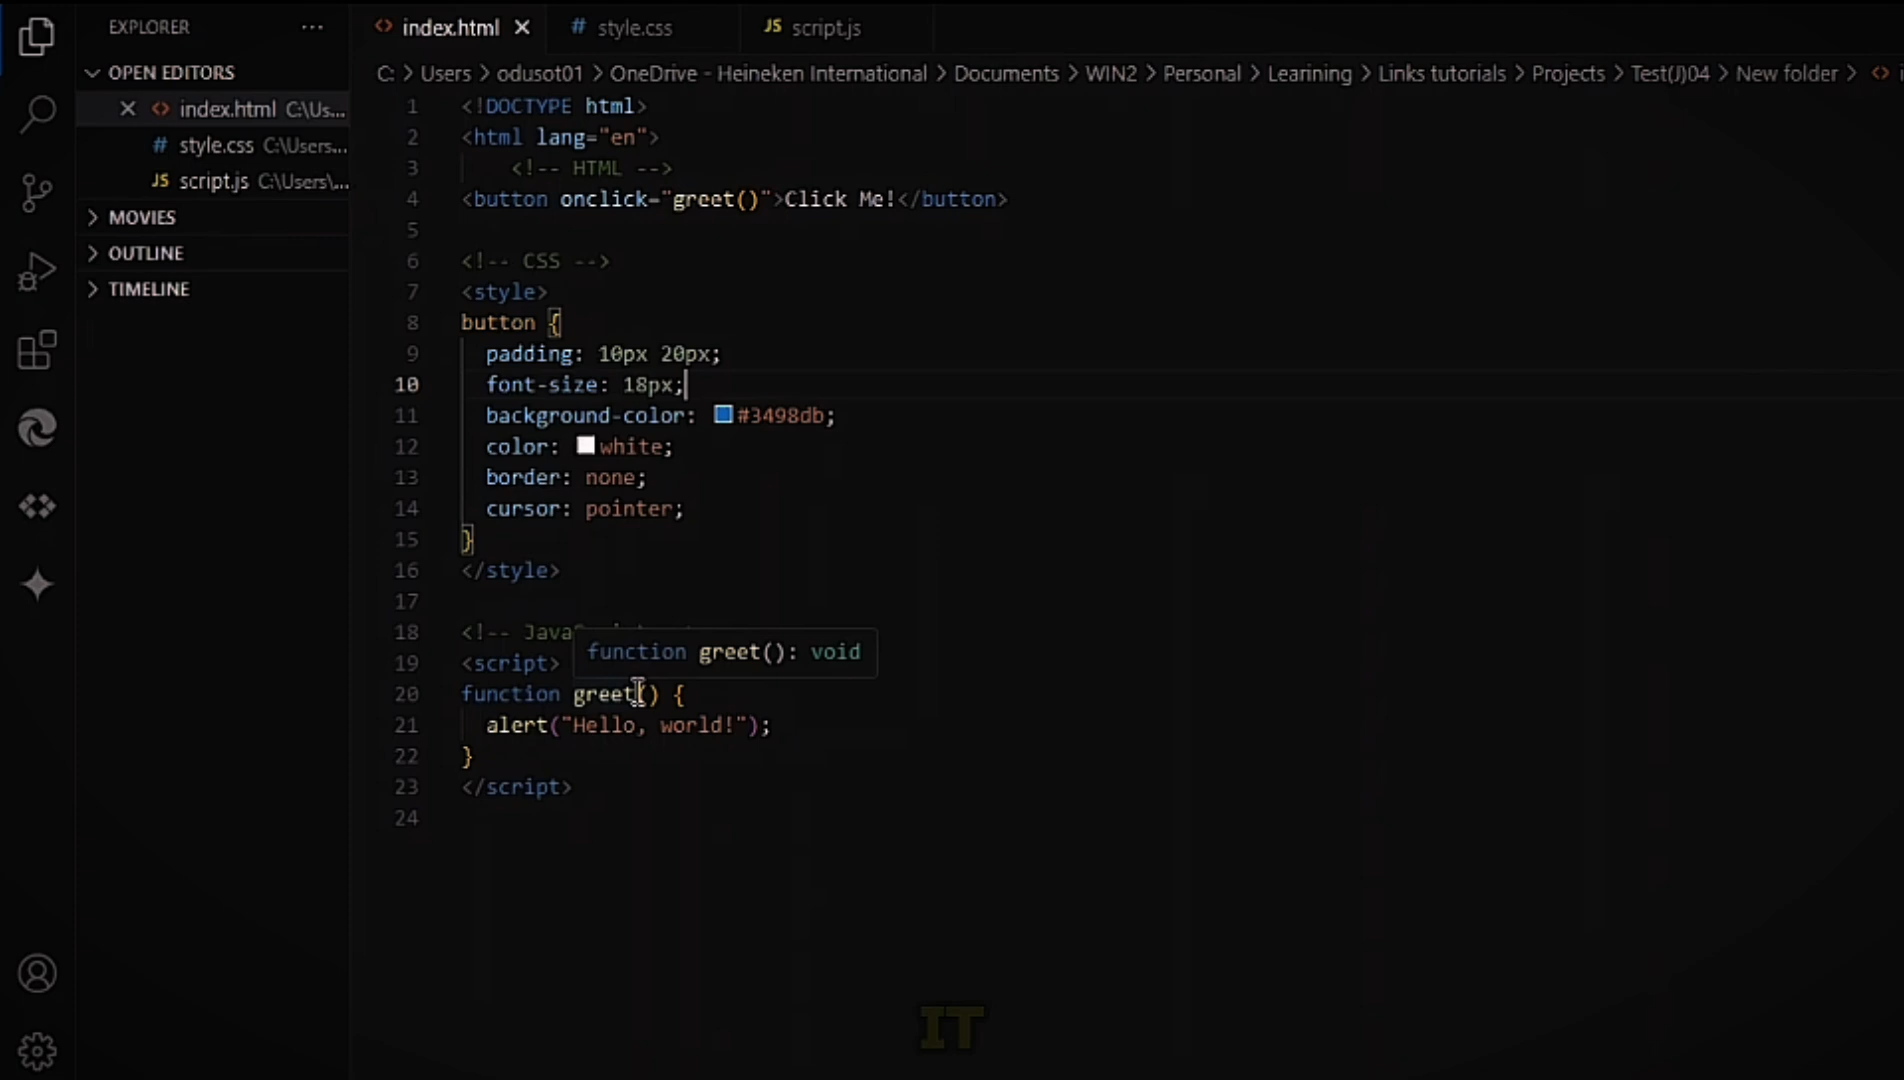 EXPLORER ···
index.html
style.css
script.js
OPEN EDITORS
index.html C:\Us...
style.css C:\Users...
script.js C:\Users\...
MOVIES
OUTLINE
TIMELINE
C: > Users > odusot01 > OneDrive - Heineken International > Documents > WIN2 > Personal > Learining > Links tutorials > Projects > Test(J)04 > New folder >
1 <!DOCTYPE html>
2 <html lang="en">
3 <!-- HTML -->
4 <button onclick="greet()">Click Me!</button>
5
6 <!-- CSS -->
7 <style>
8 button {
9 padding: 10px 20px;
10 font-size: 18px;
11 background-color: #3498db;
12 color: white;
13 border: none;
14 cursor: pointer;
15 }
16 </style>
17
18 <!-- Java
function greet(): void
19 <script>
20 function greet() {
21 alert("Hello, world!");
22 }
23 </script>
24
IT